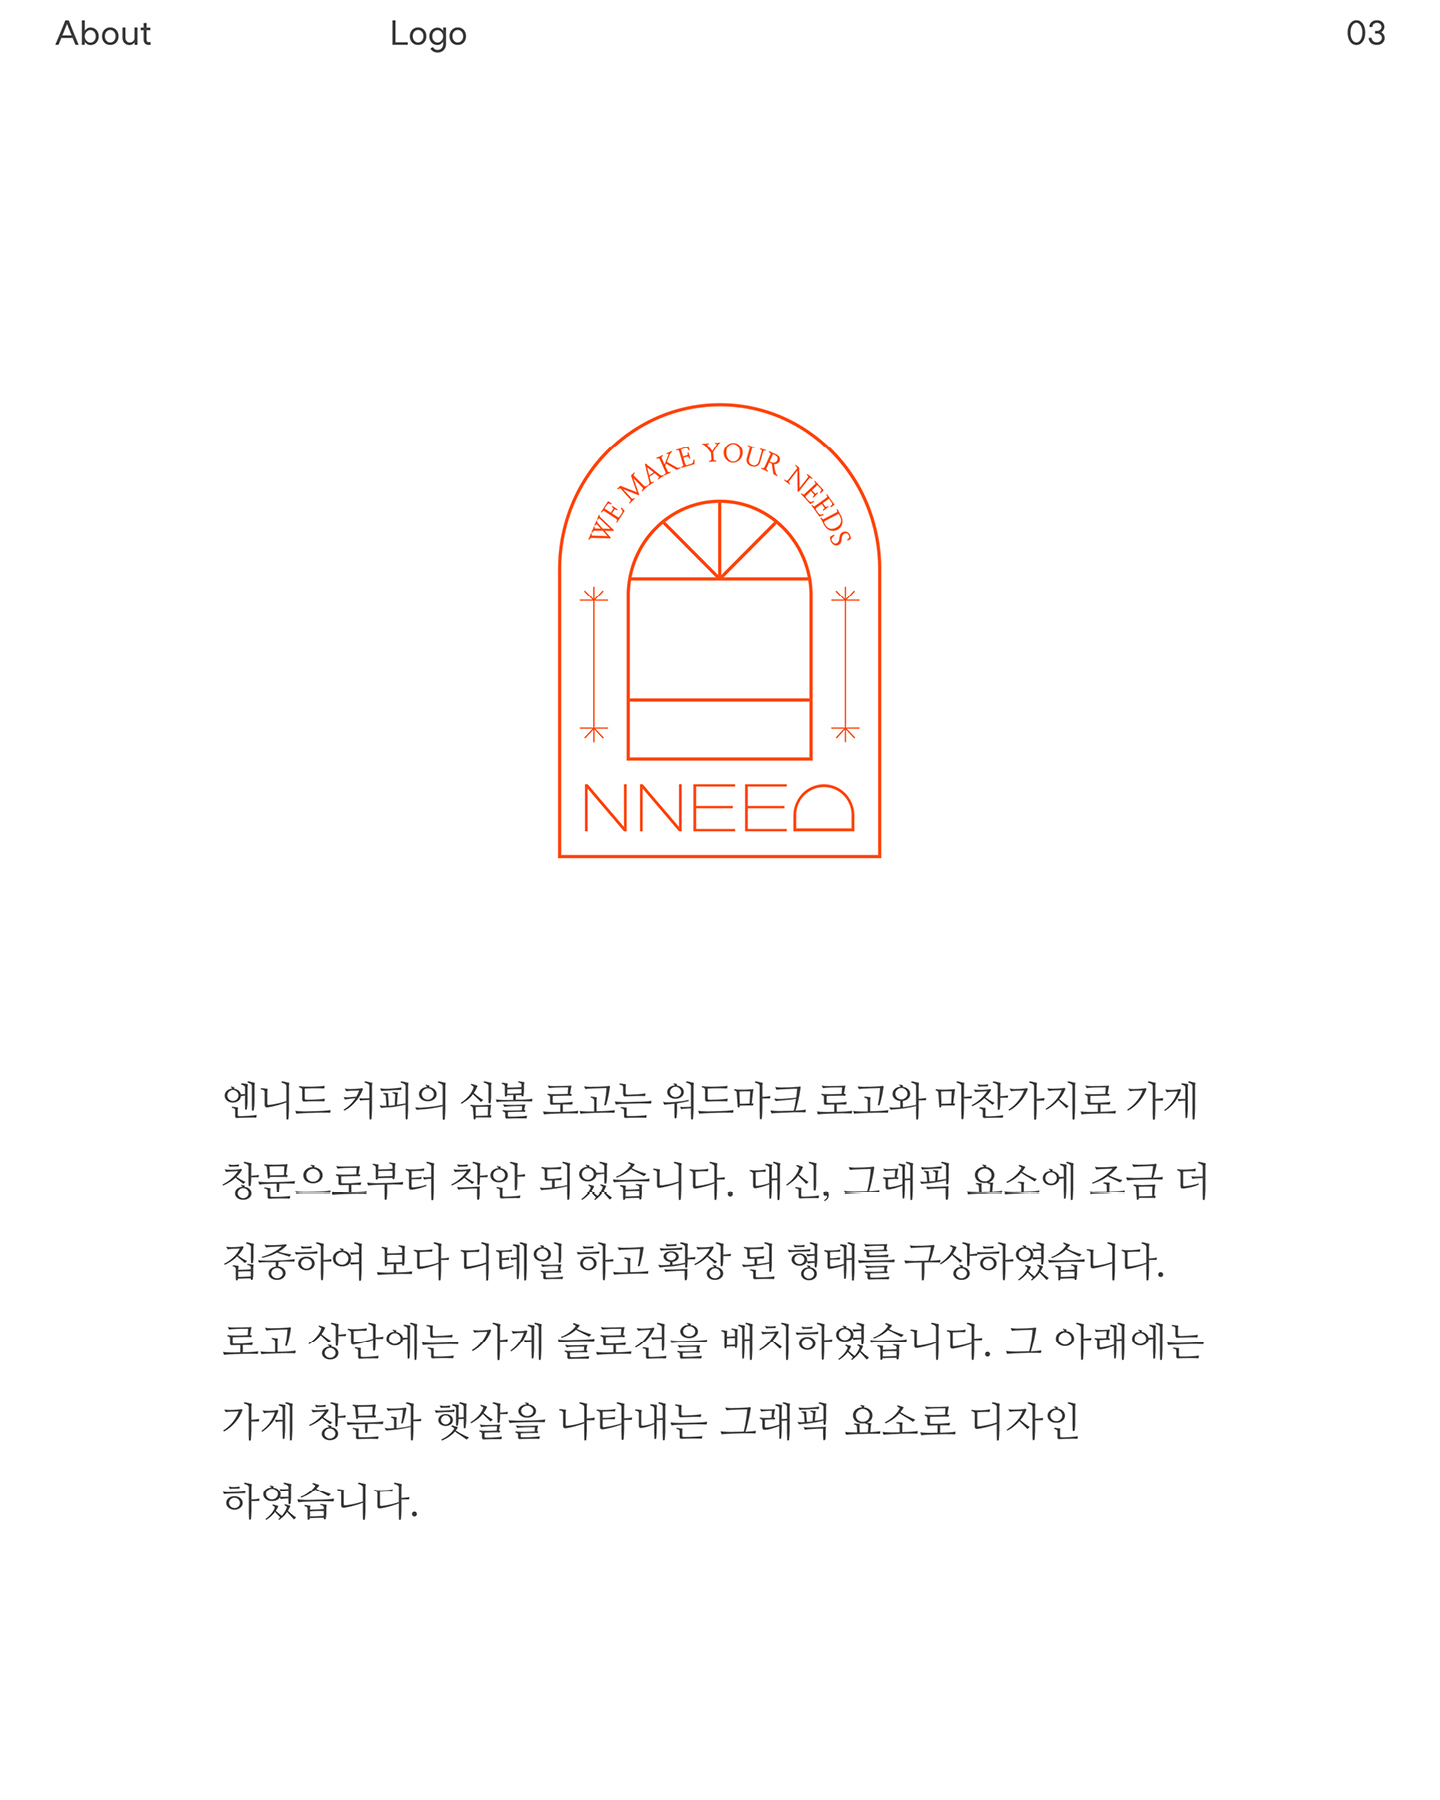 About Logo 03
WE MAKE YOUR NEEDS
NNEED
엔니드 커피의 심볼 로고는 워드마크 로고와 마찬가지로 가게
창문으로부터 착안 되었습니다. 대신, 그래픽 요소에 조금 더
집중하여 보다 디테일 하고 확장 된 형태를 구상하였습니다.
로고 상단에는 가게 슬로건을 배치하였습니다. 그 아래에는
가게 창문과 햇살을 나타내는 그래픽 요소로 디자인
하였습니다.